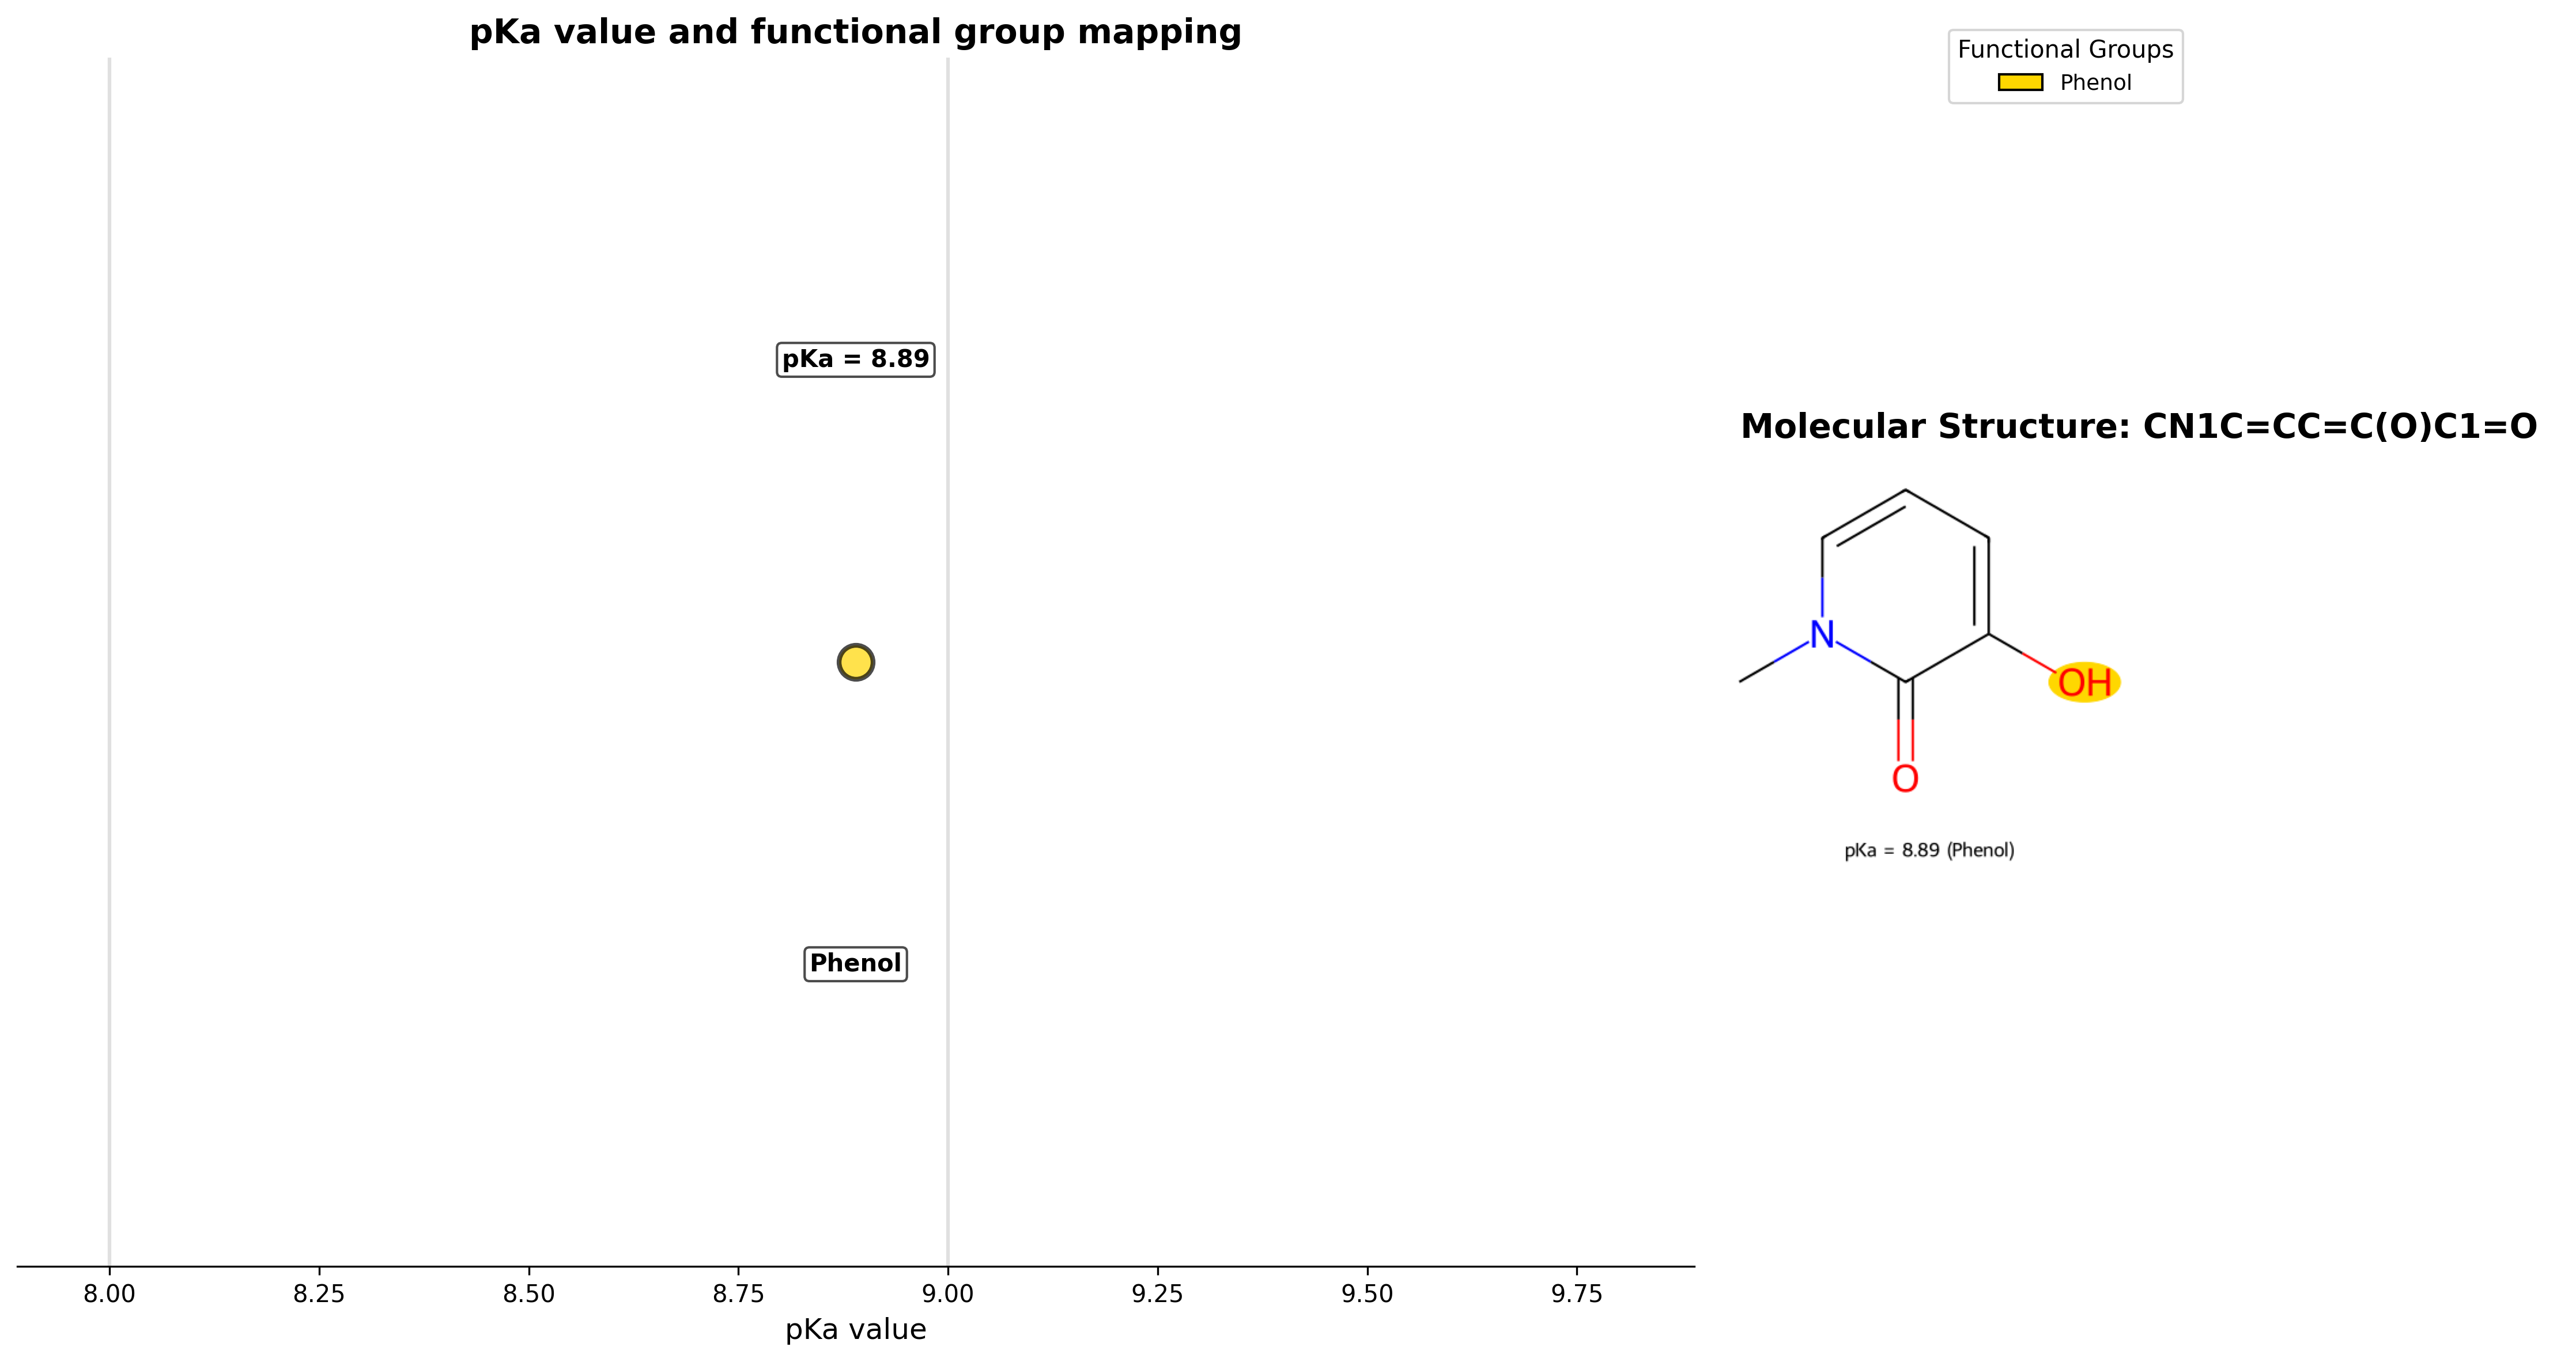 pKa value and functional group mapping
Functional Groups
Phenol
pKa = 8.89
Molecular Structure: CN1C=CC=C(O)C1=O
N
OH
O
pKa = 8.89 (Phenol)
Phenol
8.00 8.25 8.50 8.75 9.00 9.25 9.50 9.75
pKa value